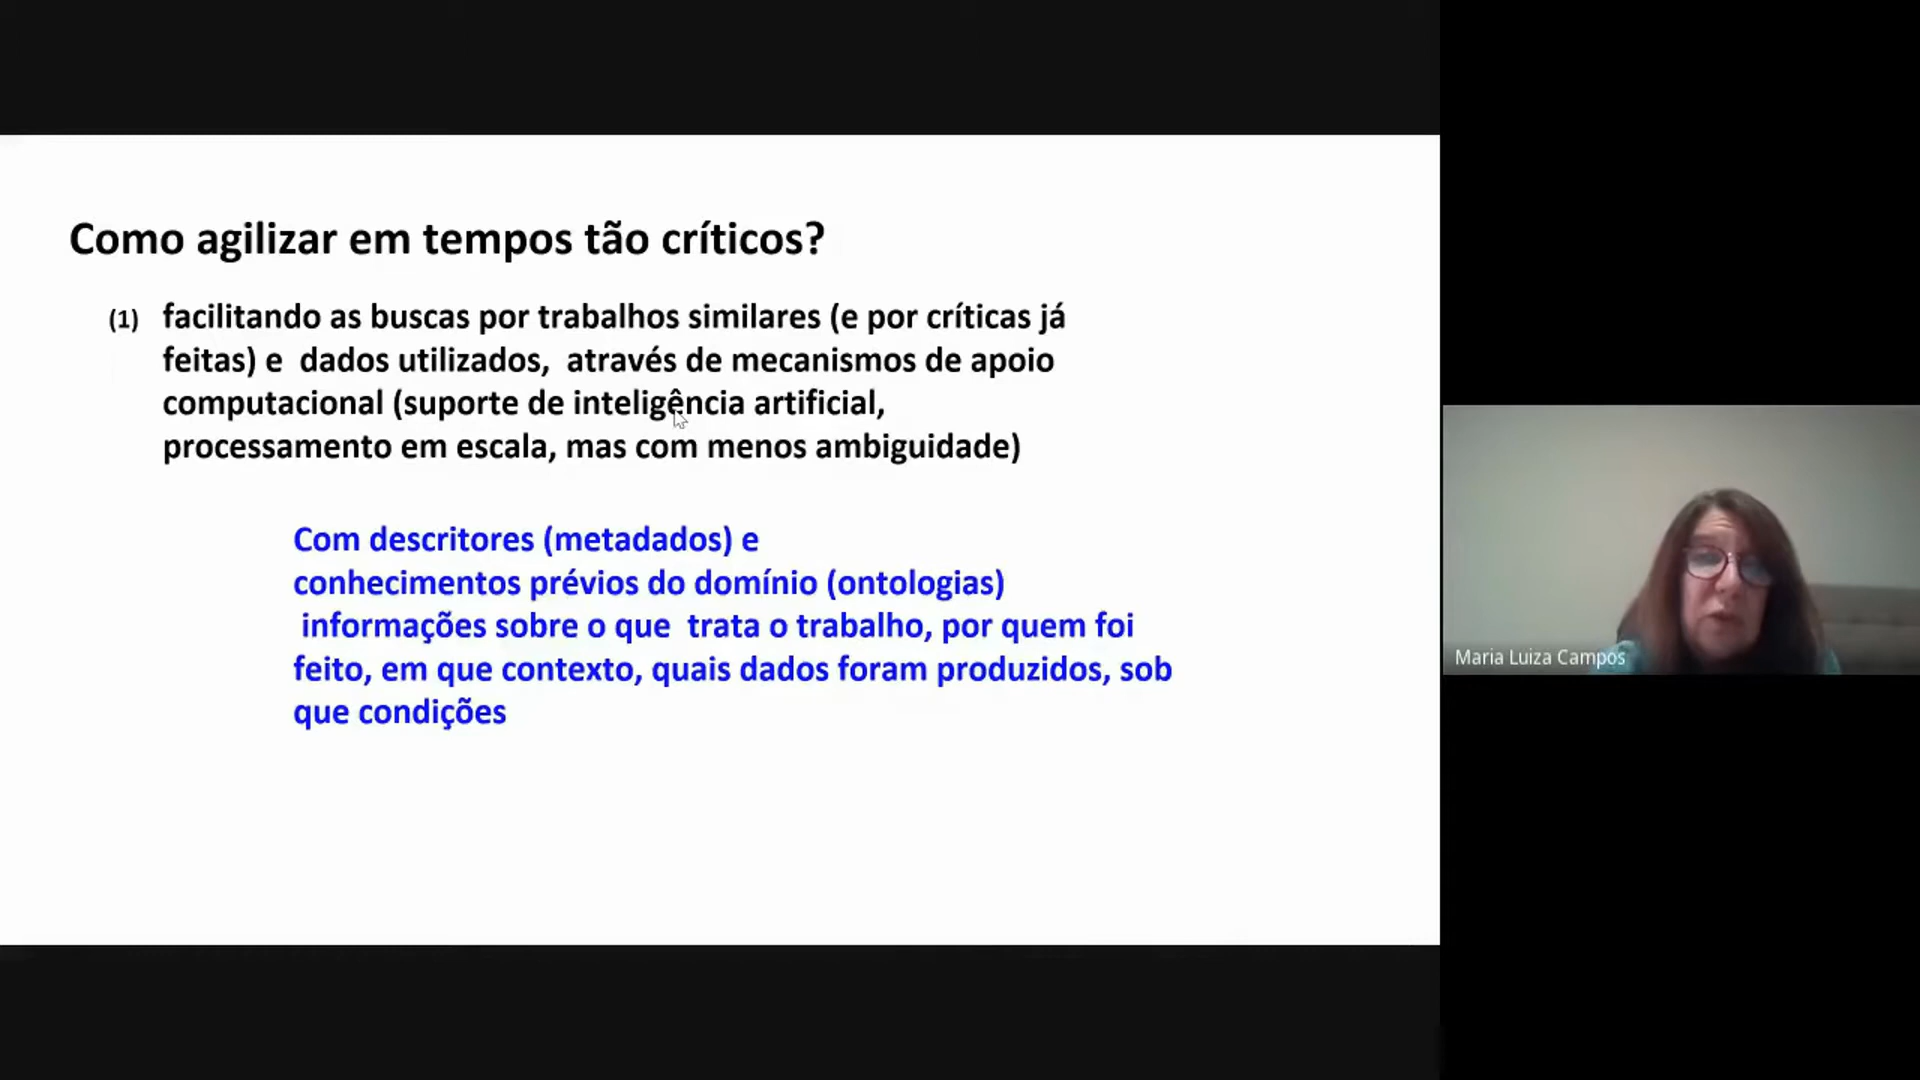 Como agilizar em tempos tão críticos?
(1) facilitando as buscas por trabalhos similares (e por críticas já
feitas) e dados utilizados, através de mecanismos de apoio
computacional (suporte de inteligência artificial,
processamento em escala, mas com menos ambiguidade)
Com descritores (metadados) e
conhecimentos prévios do domínio (ontologias)
informações sobre o que trata o trabalho, por quem foi
feito, em que contexto, quais dados foram produzidos, sob
que condições
Maria Luiza Campos